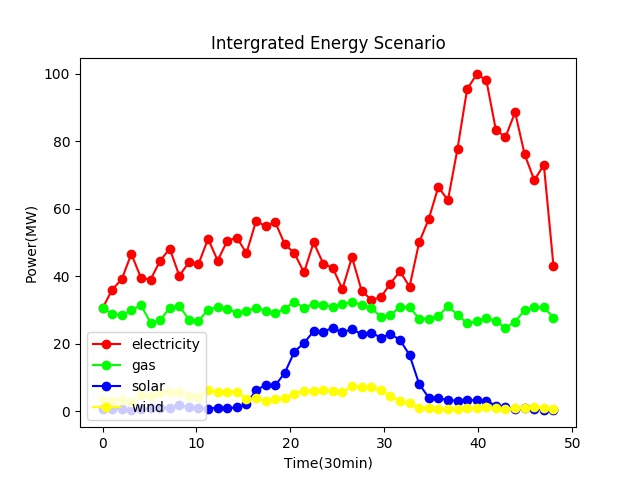 Intergrated Energy Scenario
Power(MW)
100
80
60
40
20
0
electricity
gas
solar
wind
0 10 20 30 40 50
Time(30min)